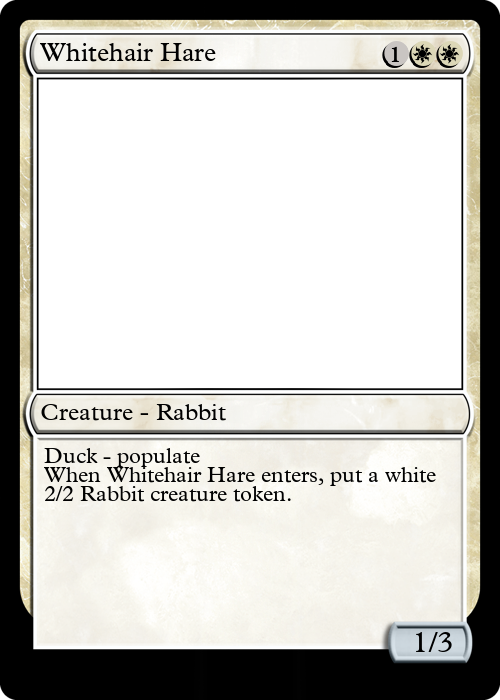 Whitehair Hare 1
Creature - Rabbit
Duck - populate
When Whitehair Hare enters, put a white
2/2 Rabbit creature token.
1/3